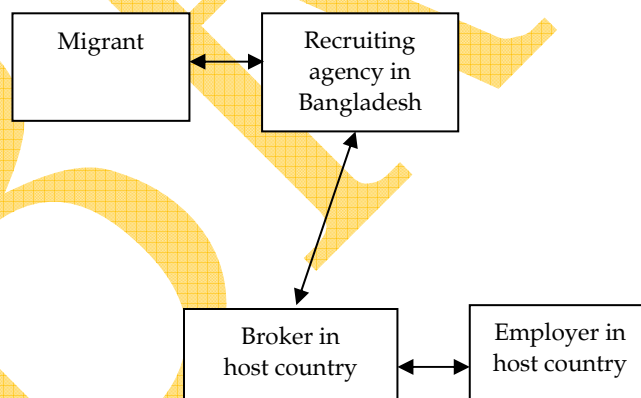 Migrant
Recruiting
agency in
Bangladesh
Broker in
host country
Employer in
host country